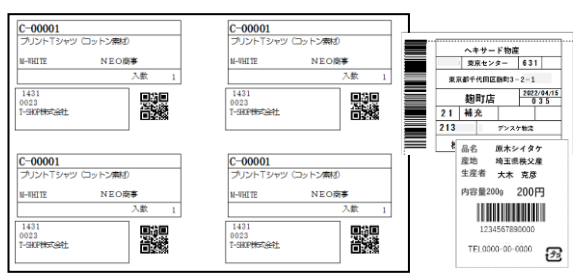 C-00001
プリントTシャツ（コットン素材）
M-WHITE NEO商事
入数 1
1431
0023
T-SHOP株式会社
C-00001
プリントTシャツ（コットン素材）
M-WHITE NEO商事
入数 1
1431
0023
T-SHOP株式会社
C-00001
プリントTシャツ（コットン素材）
M-WHITE NEO商事
入数 1
1431
0023
T-SHOP株式会社
C-00001
プリントTシャツ（コットン素材）
M-WHITE NEO商事
入数 1
1431
0023
T-SHOP株式会社
ヘキサード物産
東京センター 631
東京都千代田区麹町3-2-1
麹町店 2022/04/15
035
21 補充
213 デンスケ物流
品名 原木シイタケ
産地 埼玉県秩父産
生産者 大木 克彦
内容量200g 200円
1234567890000
TEL0000-00-0000
プラ